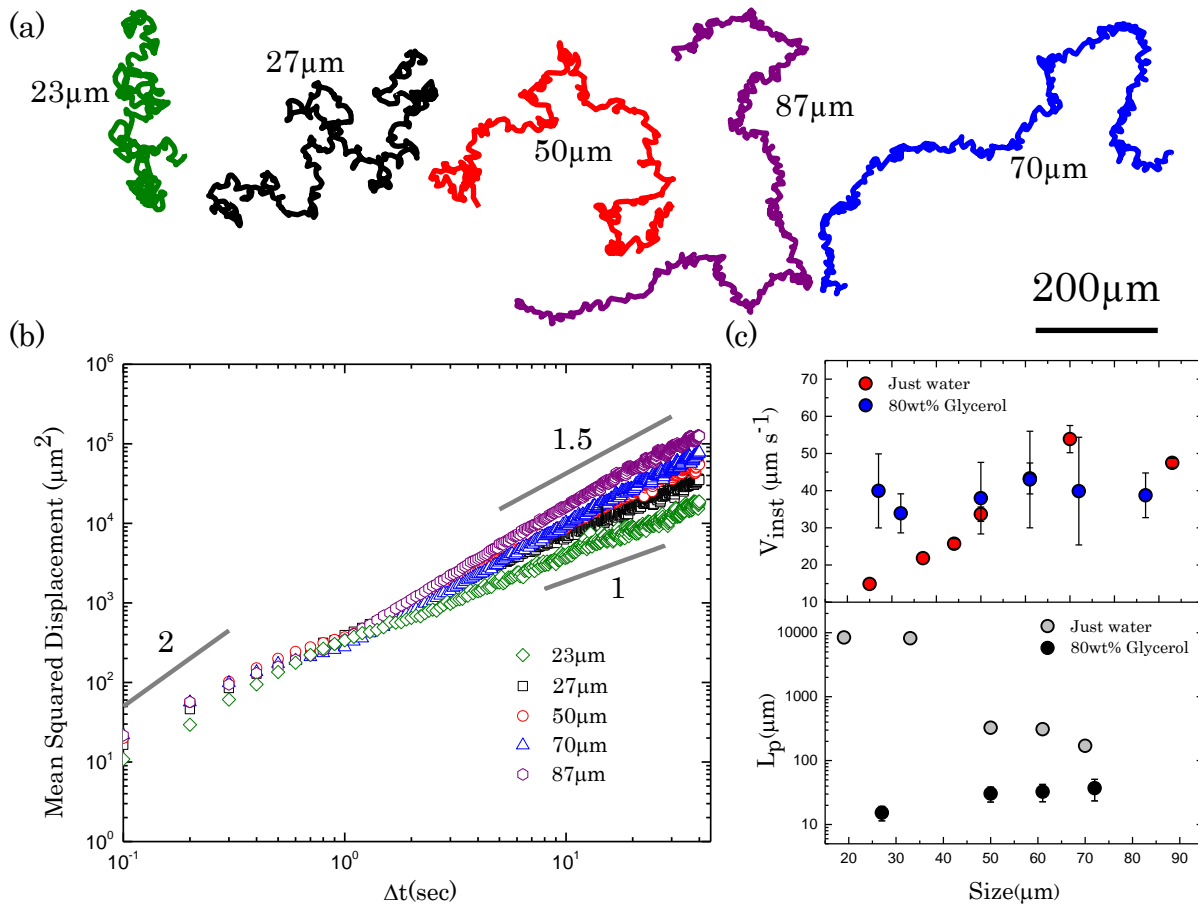 (a)
23µm
27µm
50µm
87µm
70µm
200µm
(b)
Mean Squared Displacement (µm²)
10⁶
10⁵
10⁴
10³
10²
10¹
10⁰
2
1.5
1
23µm
27µm
50µm
70µm
87µm
10⁻¹
10⁰
10¹
Δt(sec)
(c)
V_inst (µm s⁻¹)
70
60
50
40
30
20
10
Just water
80wt% Glycerol
L_p(µm)
10000
1000
100
10
Just water
80wt% Glycerol
20 30 40 50 60 70 80 90
Size(µm)